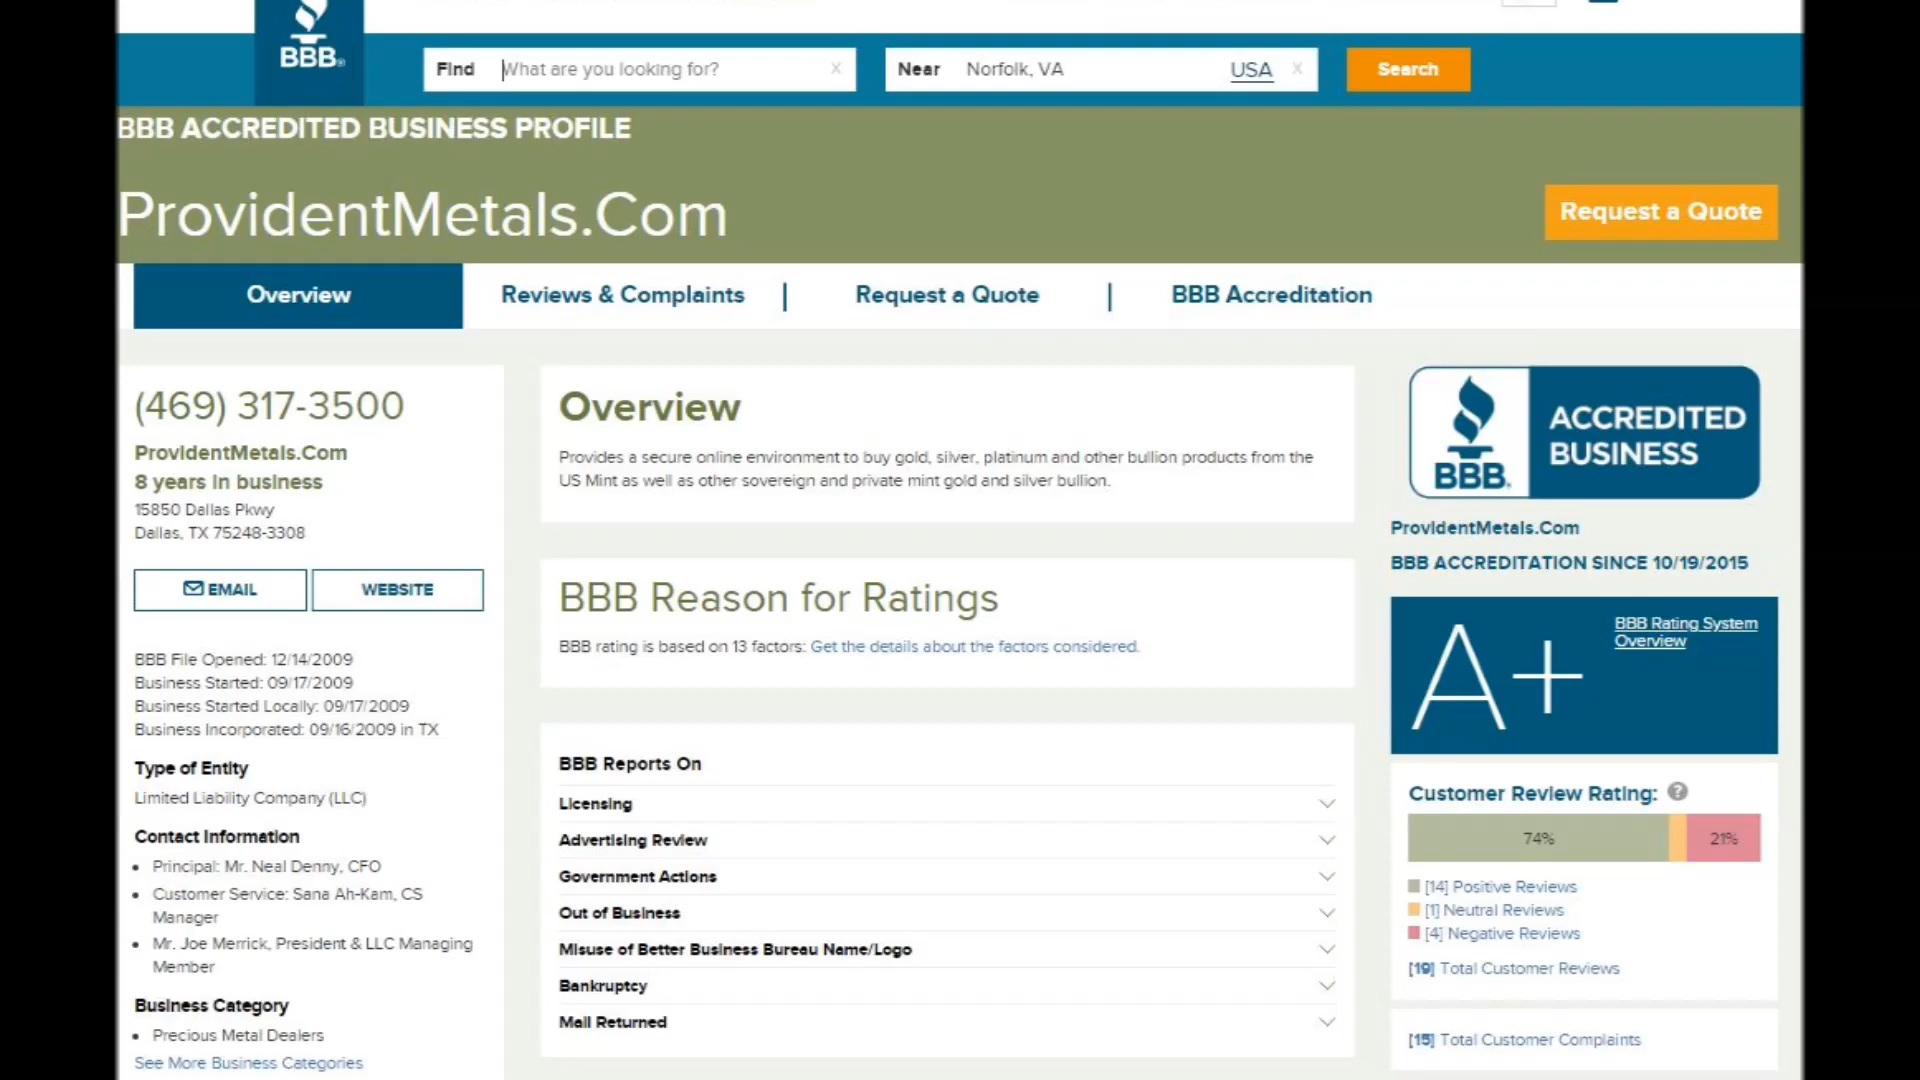 BBB®
Find What are you looking for? X
Near Norfolk, VA USA X
Search
BBB ACCREDITED BUSINESS PROFILE
ProvidentMetals.Com
Request a Quote
Overview
Reviews & Complaints
Request a Quote
BBB Accreditation
(469) 317-3500
ProvidentMetals.Com
8 years in business
15850 Dallas Pkwy
Dallas, TX 75248-3308
EMAIL
WEBSITE
BBB File Opened: 12/14/2009
Business Started: 09/17/2009
Business Started Locally: 09/17/2009
Business Incorporated: 09/16/2009 in TX
Type of Entity
Limited Liability Company (LLC)
Contact Information
• Principal: Mr. Neal Denny, CFO
• Customer Service: Sana Ah-Kam, CS
Manager
• Mr. Joe Merrick, President & LLC Managing
Member
Business Category
• Precious Metal Dealers
See More Business Categories
Overview
Provides a secure online environment to buy gold, silver, platinum and other bullion products from the
US Mint as well as other sovereign and private mint gold and silver bullion.
BBB Reason for Ratings
BBB rating is based on 13 factors: Get the details about the factors considered.
BBB Reports On
Licensing
Advertising Review
Government Actions
Out of Business
Misuse of Better Business Bureau Name/Logo
Bankruptcy
Mail Returned
BBB.
ACCREDITED
BUSINESS
ProvidentMetals.Com
BBB ACCREDITATION SINCE 10/19/2015
A+
BBB Rating System
Overview
Customer Review Rating: ?
74%
21%
[14] Positive Reviews
[1] Neutral Reviews
[4] Negative Reviews
[19] Total Customer Reviews
[15] Total Customer Complaints